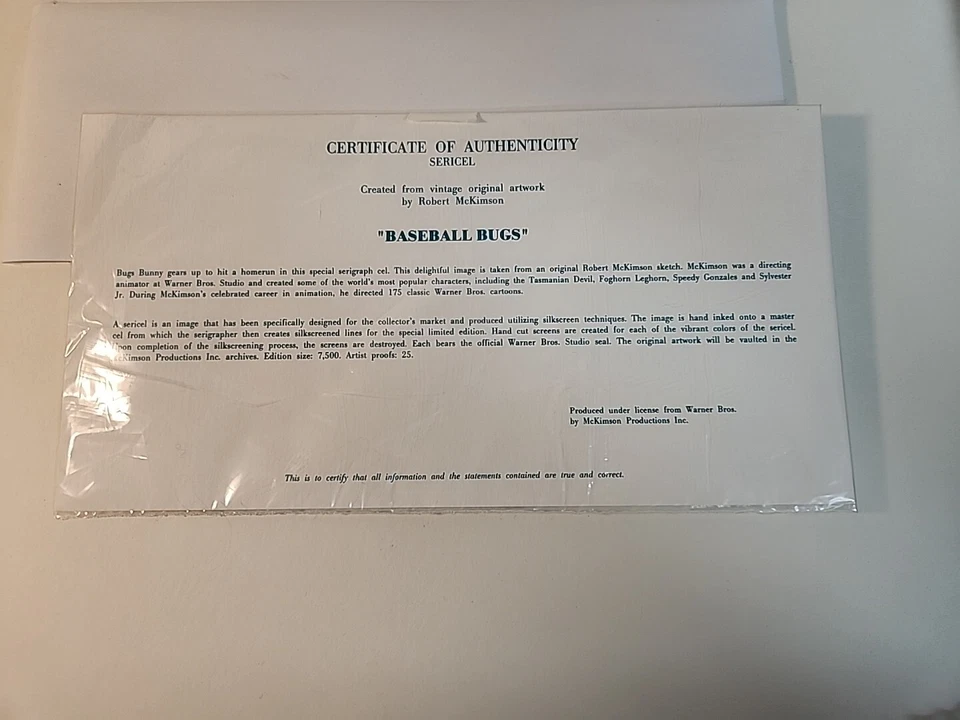 CERTIFICATE OF AUTHENTICITY
SERICEL
Created from vintage original artwork
by Robert McKimson
"BASEBALL BUGS"
Bugs Bunny gears up to hit a homerun in this special serigraph cel. This delightful image is taken from an original Robert McKimson sketch. McKimson was a directing
animator at Warner Bros. Studio and created some of the world's most popular characters, including the Tasmanian Devil, Foghorn Leghorn, Speedy Gonzales and Sylvester
Jr. During McKimson's celebrated career in animation, he directed 175 classic Warner Bros. cartoons.
A sericel is an image that has been specifically designed for the collector's market and produced utilizing silkscreen techniques. The image is hand inked onto a master
cel from which the serigrapher then creates silkscreened lines for the special limited edition. Hand cut screens are created for each of the vibrant colors of the sericel.
Upon completion of the silkscreening process, the screens are destroyed. Each bears the official Warner Bros. Studio seal. The original artwork will be vaulted in the
McKimson Productions Inc. archives. Edition size: 7,500. Artist proofs: 25.
Produced under license from Warner Bros.
by McKimson Productions Inc.
This is to certify that all information and the statements contained are true and correct.